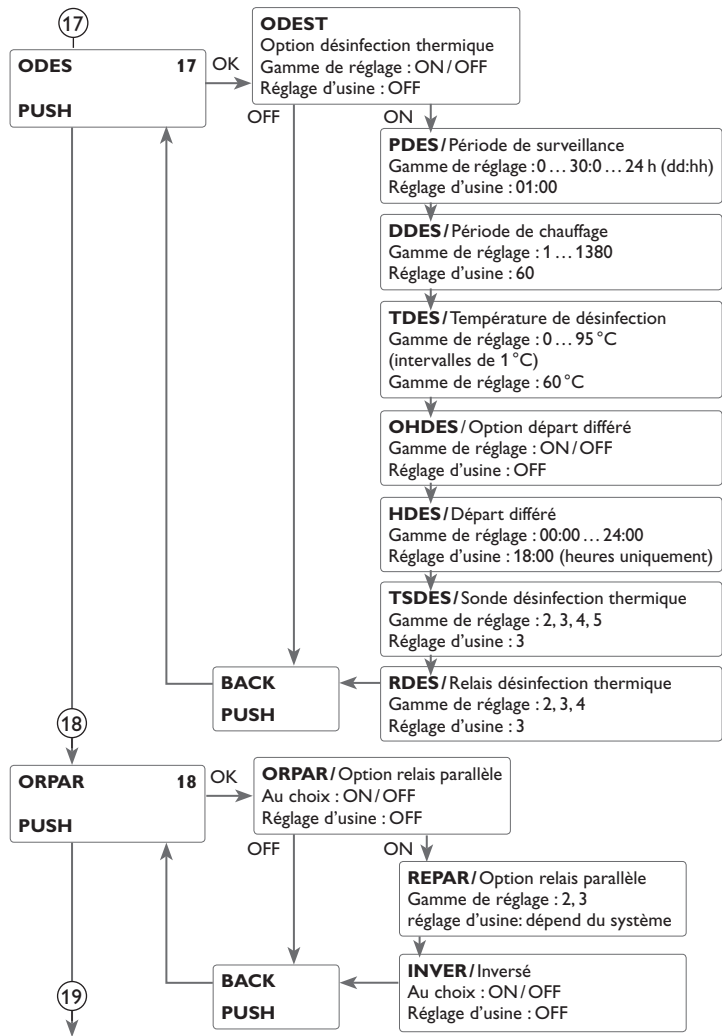 17
ODES 17
PUSH
OK
ODEST
Option désinfection thermique
Gamme de réglage : ON / OFF
Réglage d'usine : OFF
OFF
ON
PDES / Période de surveillance
Gamme de réglage : 0 … 30:0 … 24 h (dd:hh)
Réglage d'usine : 01:00
DDES / Période de chauffage
Gamme de réglage : 1 … 1380
Réglage d'usine : 60
TDES / Température de désinfection
Gamme de réglage : 0 … 95 °C
(intervalles de 1 °C)
Gamme de réglage : 60 °C
OHDES / Option départ différé
Gamme de réglage : ON / OFF
Réglage d'usine : OFF
HDES / Départ différé
Gamme de réglage : 00:00 … 24:00
Réglage d'usine : 18:00 (heures uniquement)
TSDES / Sonde désinfection thermique
Gamme de réglage : 2, 3, 4, 5
Réglage d'usine : 3
RDES / Relais désinfection thermique
Gamme de réglage : 2, 3, 4
Réglage d'usine : 3
BACK
PUSH
18
ORPAR 18
PUSH
OK
ORPAR / Option relais parallèle
Au choix : ON / OFF
Réglage d'usine : OFF
OFF
ON
REPAR / Option relais parallèle
Gamme de réglage : 2, 3
réglage d'usine: dépend du système
INVER / Inversé
Au choix : ON / OFF
Réglage d'usine : OFF
BACK
PUSH
19